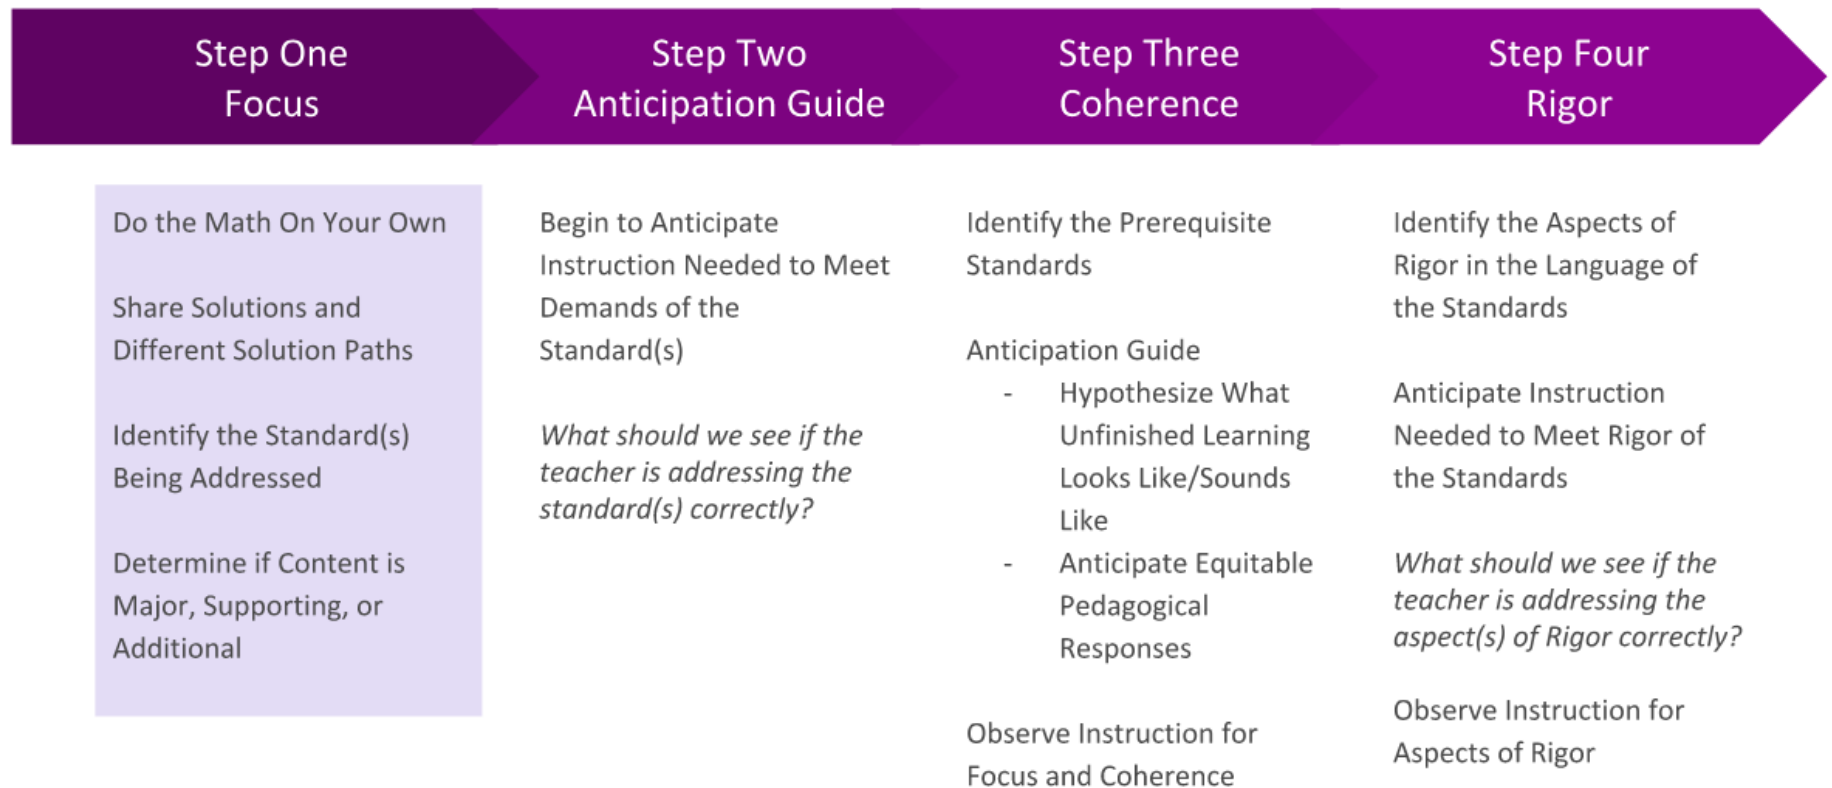 Step One
Focus
Step Two
Anticipation Guide
Step Three
Coherence
Step Four
Rigor
Do the Math On Your Own
Share Solutions and
Different Solution Paths
Identify the Standard(s)
Being Addressed
Determine if Content is
Major, Supporting, or
Additional
Begin to Anticipate
Instruction Needed to Meet
Demands of the
Standard(s)
What should we see if the
teacher is addressing the
standard(s) correctly?
Identify the Prerequisite
Standards
Anticipation Guide
- Hypothesize What
Unfinished Learning
Looks Like/Sounds
Like
- Anticipate Equitable
Pedagogical
Responses
Observe Instruction for
Focus and Coherence
Identify the Aspects of
Rigor in the Language of
the Standards
Anticipate Instruction
Needed to Meet Rigor of
the Standards
What should we see if the
teacher is addressing the
aspect(s) of Rigor correctly?
Observe Instruction for
Aspects of Rigor